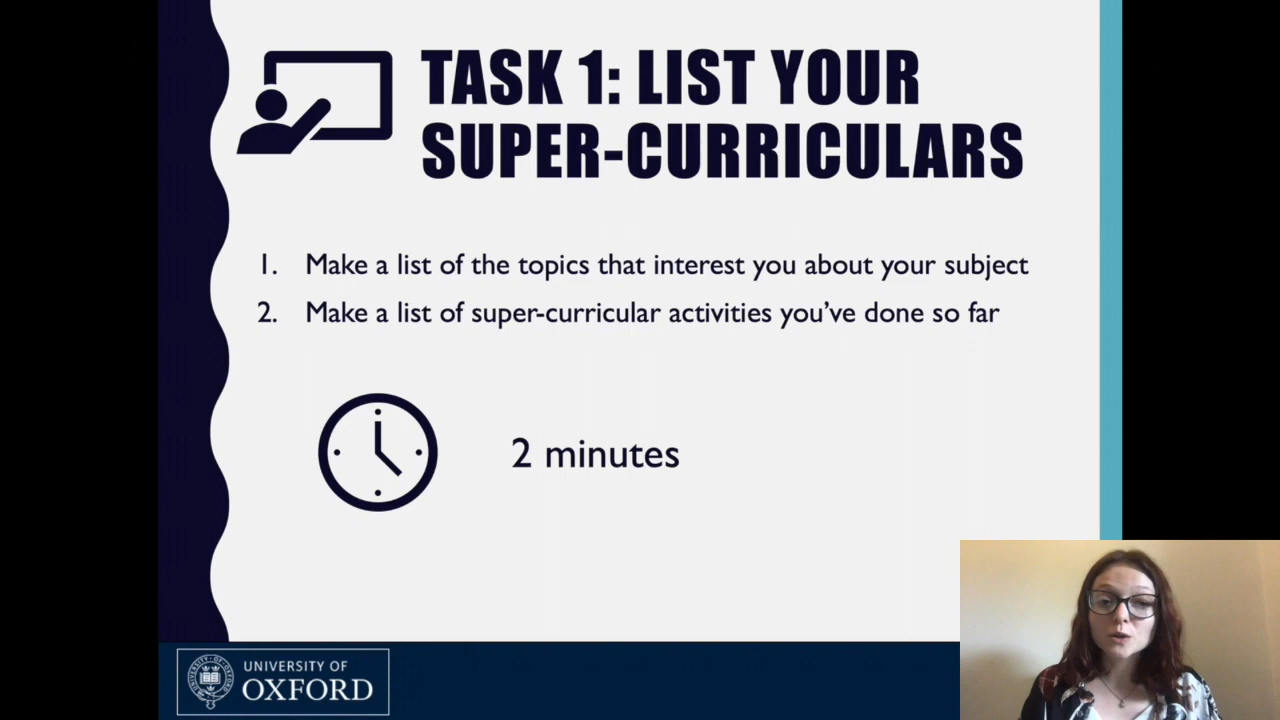 TASK 1: LIST YOUR
SUPER-CURRICULARS
1. Make a list of the topics that interest you about your subject
2. Make a list of super-curricular activities you've done so far
2 minutes
UNIVERSITY OF
OXFORD